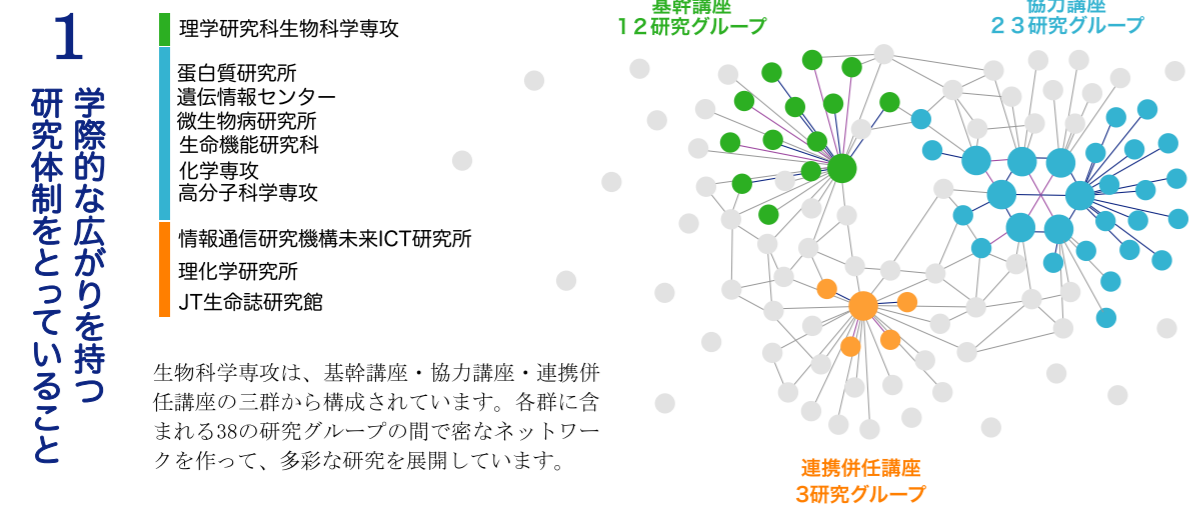 1
学際的な広がりを持つ
研究体制をとっていること
理学研究科生物科学専攻
蛋白質研究所
遺伝情報センター
微生物病研究所
生命機能研究科
化学専攻
高分子科学専攻
情報通信研究機構未来ICT研究所
理化学研究所
JT生命誌研究館
生物科学専攻は、基幹講座・協力講座・連携併
任講座の三群から構成されています。各群に含
まれる38の研究グループの間で密なネットワー
クを作って、多彩な研究を展開しています。
基幹講座
12研究グループ
協力講座
23研究グループ
連携併任講座
3研究グループ